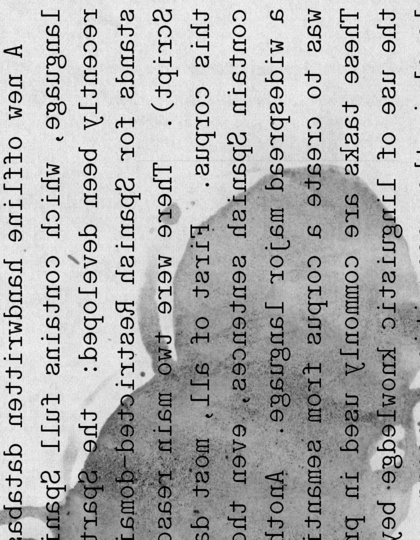 A new offline handwritten databas
language, which contains full Spani
recently been developed: the Spart
stands for Spanish Restricted-domai
Script). There were two main reaso
this corpus. First of all, most da
contain Spanish sentences, even tho
a widespread major language. Anoth
was to create a corpus from semanti
These tasks are commonly used in pr
the use of linguistic knowledge bey